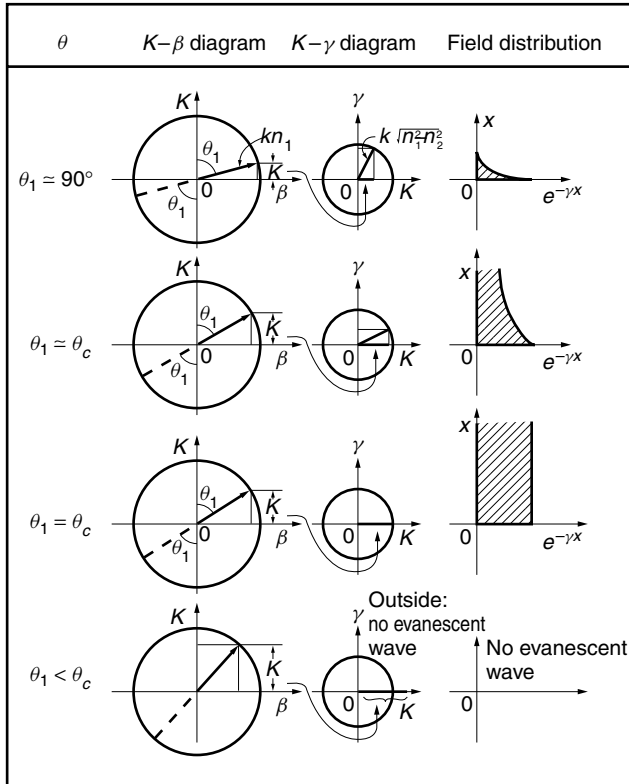 θ K–β diagram K–γ diagram Field distribution
θ₁ ≃ 90°
K
θ₁
kn₁
K
β
0
θ₁
γ
k √n₁²–n₂²
0
K
x
0
e⁻ᵞˣ
θ₁ ≃ θc
K
θ₁
K
β
0
θ₁
γ
0
K
x
0
e⁻ᵞˣ
θ₁ = θc
K
θ₁
K
β
0
θ₁
γ
0
K
x
0
e⁻ᵞˣ
θ₁ < θc
K
K
β
0
γ
Outside:
no evanescent
wave
0
K
No evanescent
wave
0